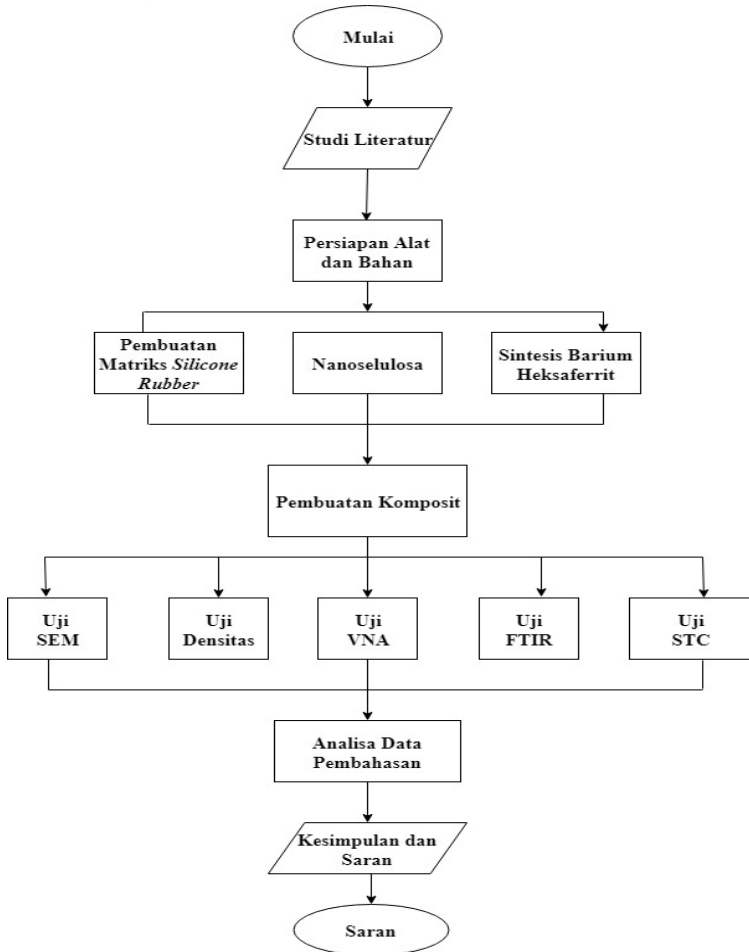 Mulai
Studi Literatur
Persiapan Alat
dan Bahan
Pembuatan
Matriks Silicone
Rubber
Nanoselulosa
Sintesis Barium
Heksaferrit
Pembuatan Komposit
Uji
SEM
Uji
Densitas
Uji
VNA
Uji
FTIR
Uji
STC
Analisa Data
Pembahasan
Kesimpulan dan
Saran
Saran